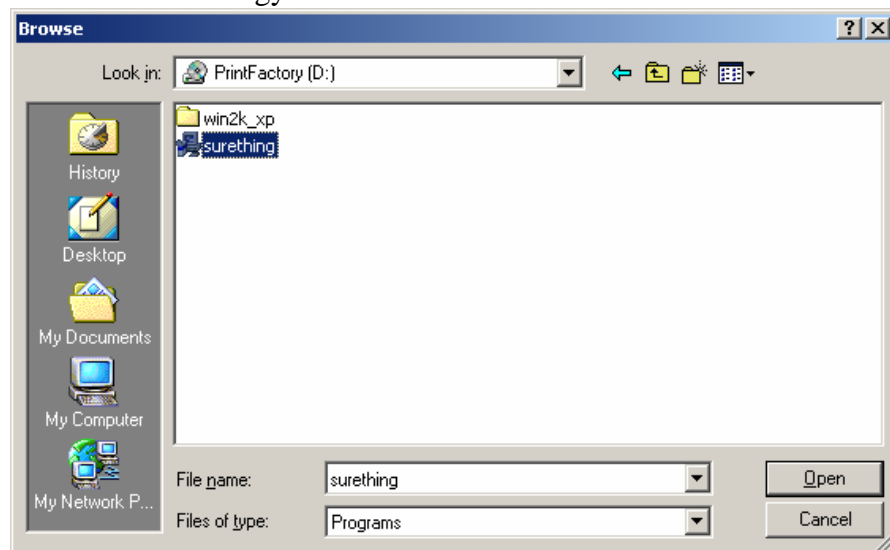 Browse
Look in: PrintFactory (D:)
win2k_xp
surething
History
Desktop
My Documents
My Computer
My Network P...
File name: surething Open
Files of type: Programs Cancel